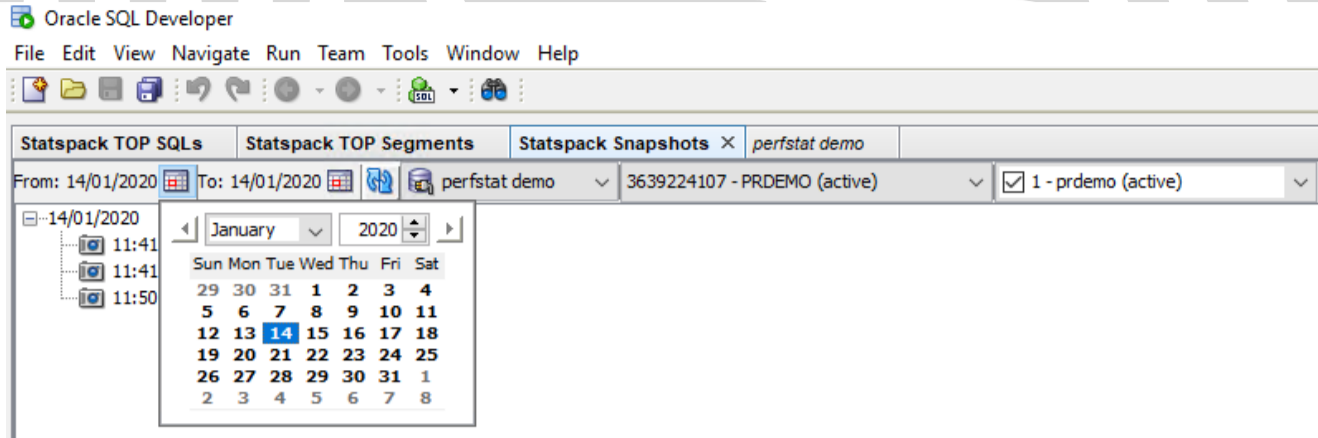 Oracle SQL Developer
File Edit View Navigate Run Team Tools Window Help
SQL
Statspack TOP SQLs Statspack TOP Segments Statspack Snapshots perfstat demo
From: 14/01/2020 To: 14/01/2020 perfstat demo 3639224107 - PRDEMO (active) 1 - prdemo (active)
14/01/2020
January 2020
11:41
Sun Mon Tue Wed Thu Fri Sat
11:41
29 30 31 1 2 3 4
11:50
5 6 7 8 9 10 11
12 13 14 15 16 17 18
19 20 21 22 23 24 25
26 27 28 29 30 31 1
2 3 4 5 6 7 8